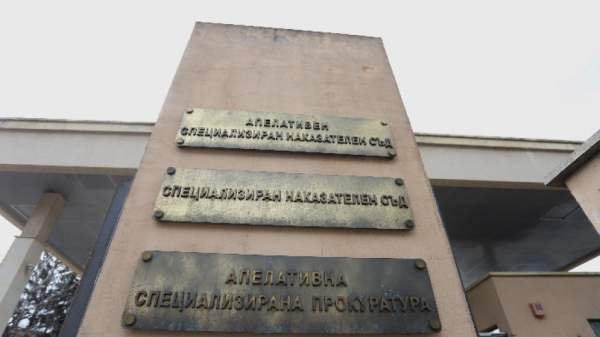 АПЕЛАТИВЕН
СПЕЦИАЛИЗИРАН НАКАЗАТЕЛЕН СЪД
СПЕЦИАЛИЗИРАН НАКАЗАТЕЛЕН СЪД
АПЕЛАТИВНА
СПЕЦИАЛИЗИРАНА ПРОКУРАТУРА